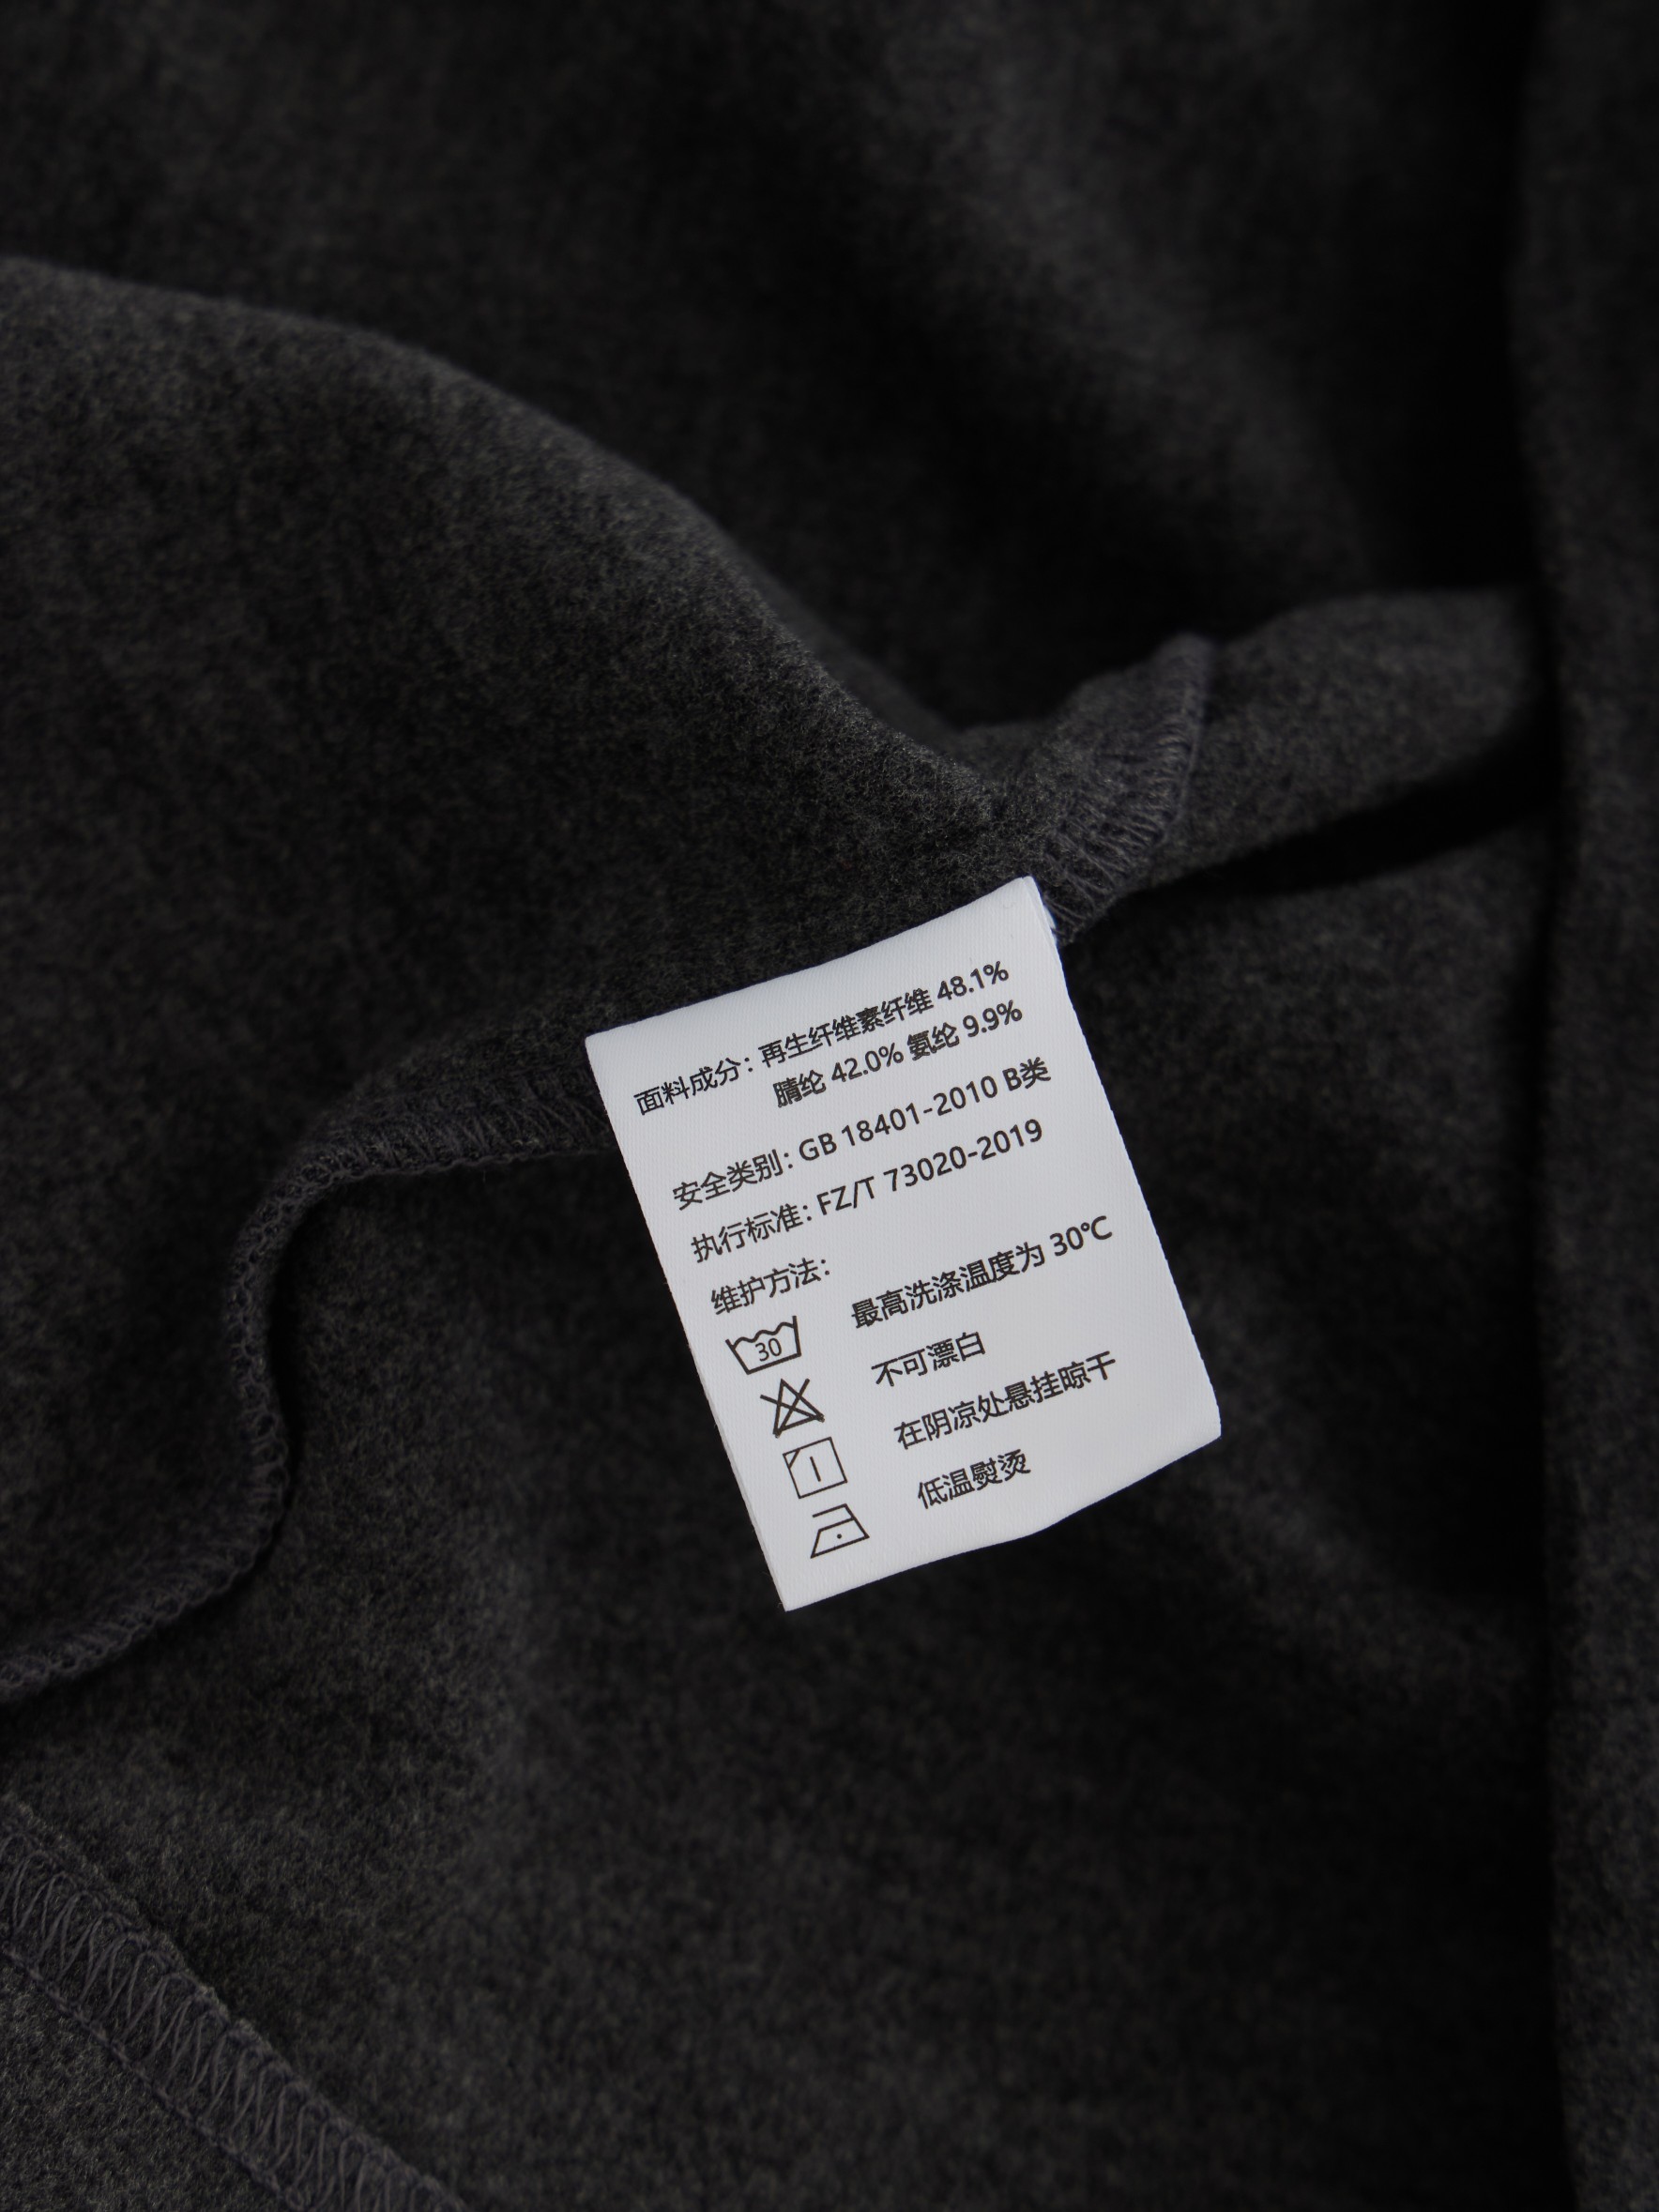 面料成分：再生纤维素纤维 48.1%
腈纶 42.0% 氨纶 9.9%
安全类别：GB 18401-2010 B类
执行标准：FZ/T 73020-2019
维护方法：
30 最高洗涤温度为 30℃
不可漂白
在阴凉处悬挂晾干
低温熨烫